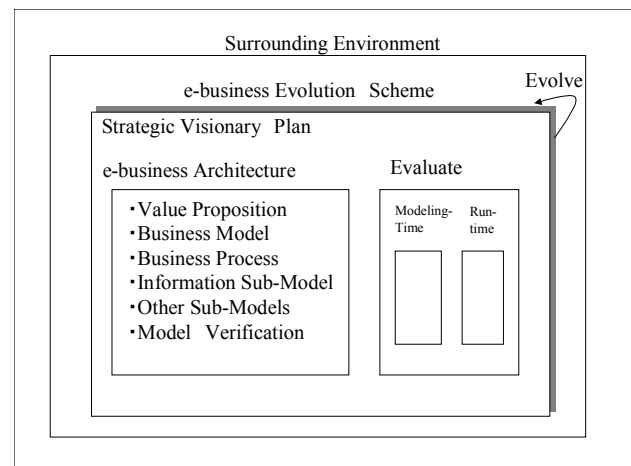 Surrounding Environment
e-business Evolution Scheme
Evolve
Strategic Visionary Plan
e-business Architecture
・Value Proposition
・Business Model
・Business Process
・Information Sub-Model
・Other Sub-Models
・Model Verification
Evaluate
Modeling-
Time
Run-
time